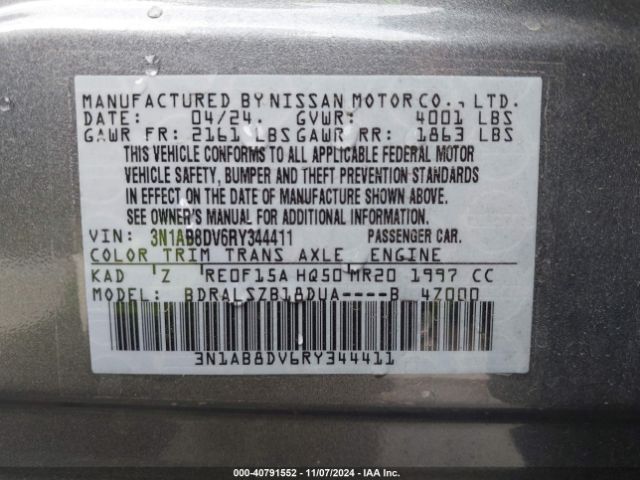 MANUFACTURED BY NISSAN MOTOR CO., LTD.
DATE: 04/24. GVWR: 4001 LBS
GAWR FR: 2161 LBS GAWR RR: 1863 LBS
THIS VEHICLE CONFORMS TO ALL APPLICABLE FEDERAL MOTOR
VEHICLE SAFETY, BUMPER AND THEFT PREVENTION STANDARDS
IN EFFECT ON THE DATE OF MANUFACTURE SHOWN ABOVE.
SEE OWNER'S MANUAL FOR ADDITIONAL INFORMATION.
VIN: 3N1AB8DV6RY344411 PASSENGER CAR.
COLOR TRIM TRANS AXLE ENGINE
KAD Z RE0F15A HQ50 MR20 1997 CC
MODEL: BDRALSZB18DUA----B 47000
3N1AB8DV6RY344411
000-40791552 - 11/07/2024 - IAA Inc.